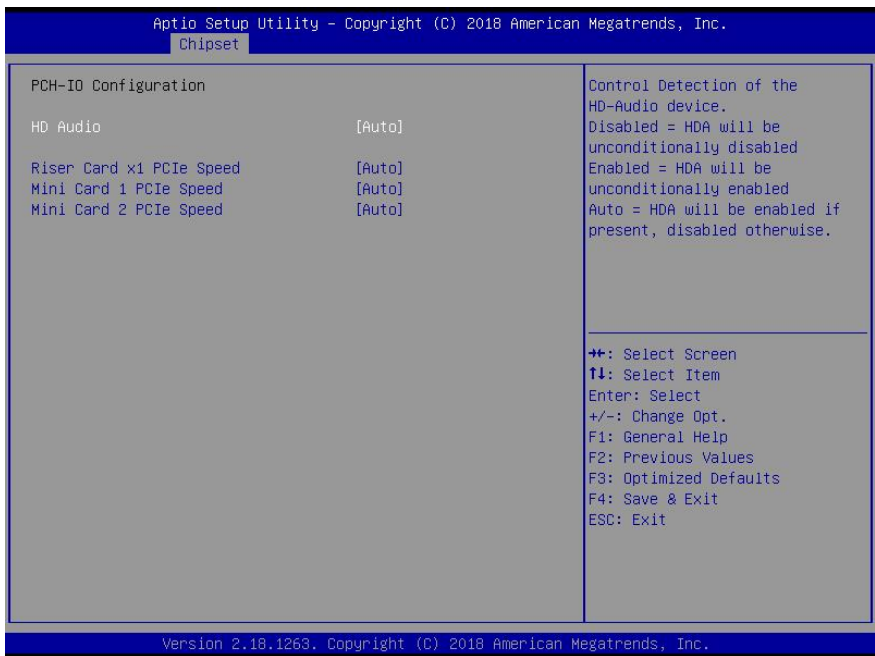 Aptio Setup Utility – Copyright (C) 2018 American Megatrends, Inc.
Chipset
PCH-IO Configuration
HD Audio [Auto]
Riser Card x1 PCIe Speed [Auto]
Mini Card 1 PCIe Speed [Auto]
Mini Card 2 PCIe Speed [Auto]
Control Detection of the
HD-Audio device.
Disabled = HDA will be
unconditionally disabled
Enabled = HDA will be
unconditionally enabled
Auto = HDA will be enabled if
present, disabled otherwise.
→←: Select Screen
↑↓: Select Item
Enter: Select
+/-: Change Opt.
F1: General Help
F2: Previous Values
F3: Optimized Defaults
F4: Save & Exit
ESC: Exit
Version 2.18.1263. Copyright (C) 2018 American Megatrends, Inc.